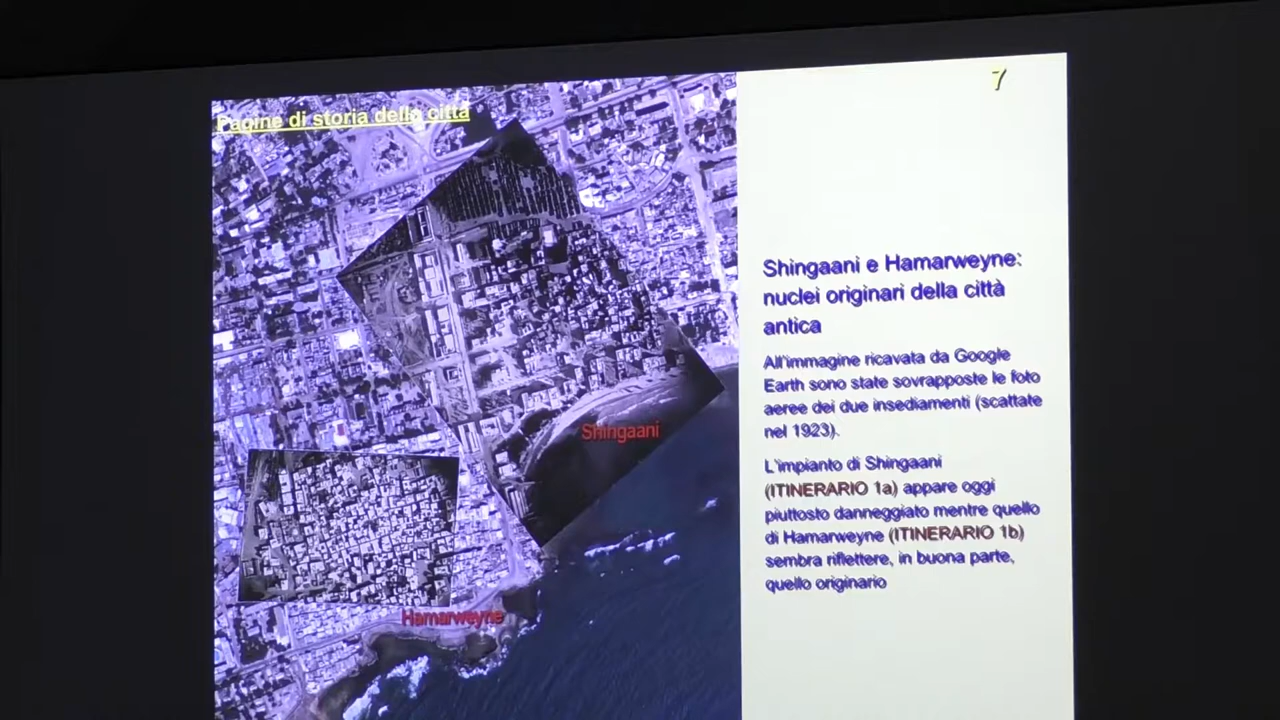 Pagine di storia della città
7
Shingaani e Hamarweyne:
nuclei originari della città
antica
All'immagine ricavata da Google
Earth sono state sovrapposte le foto
aeree dei due insediamenti (scattate
nel 1923).
L'impianto di Shingaani
(ITINERARIO 1a) appare oggi
piuttosto danneggiato mentre quello
di Hamarweyne (ITINERARIO 1b)
sembra riflettere, in buona parte,
quello originario
Shingaani
Hamarweyne